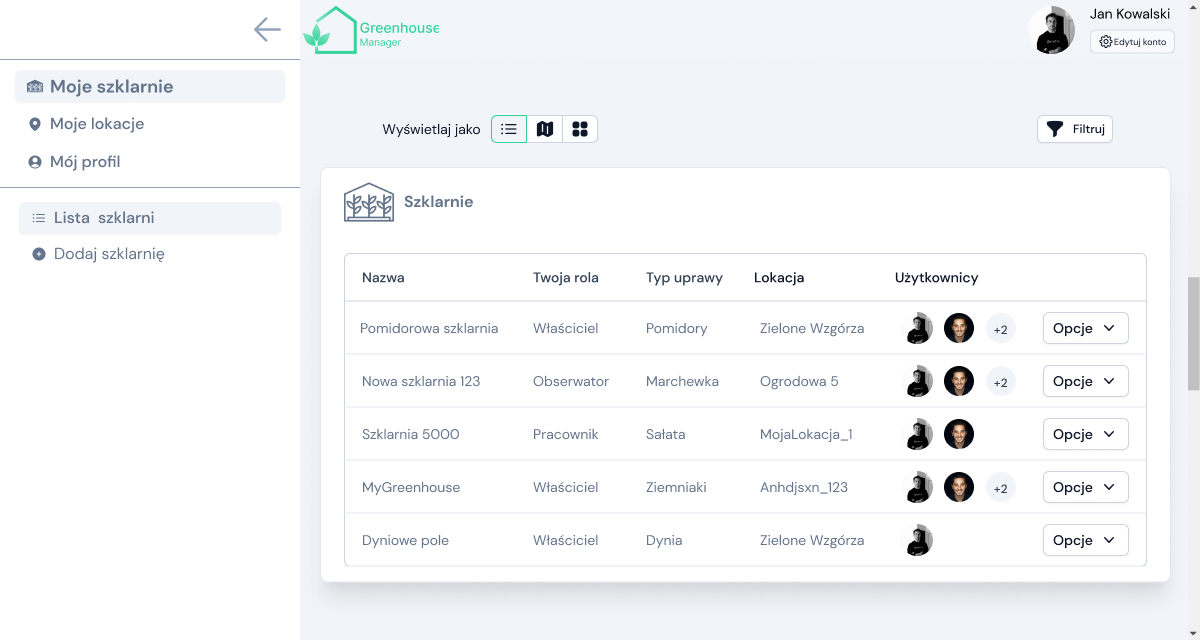 Greenhouse
Manager
Jan Kowalski
Edytuj konto
Moje szklarnie
Moje lokacje
Mój profil
Lista szklarni
Dodaj szklarnię
Wyświetlaj jako
Filtruj
Szklarnie
Nazwa Twoja rola Typ uprawy Lokacja Użytkownicy
Pomidorowa szklarnia Właściciel Pomidory Zielone Wzgórza +2 Opcje
Nowa szklarnia 123 Obserwator Marchewka Ogrodowa 5 +2 Opcje
Szklarnia 5000 Pracownik Sałata MojaLokacja_1 Opcje
MyGreenhouse Właściciel Ziemniaki Anhdjsxn_123 +2 Opcje
Dyniowe pole Właściciel Dynia Zielone Wzgórza Opcje